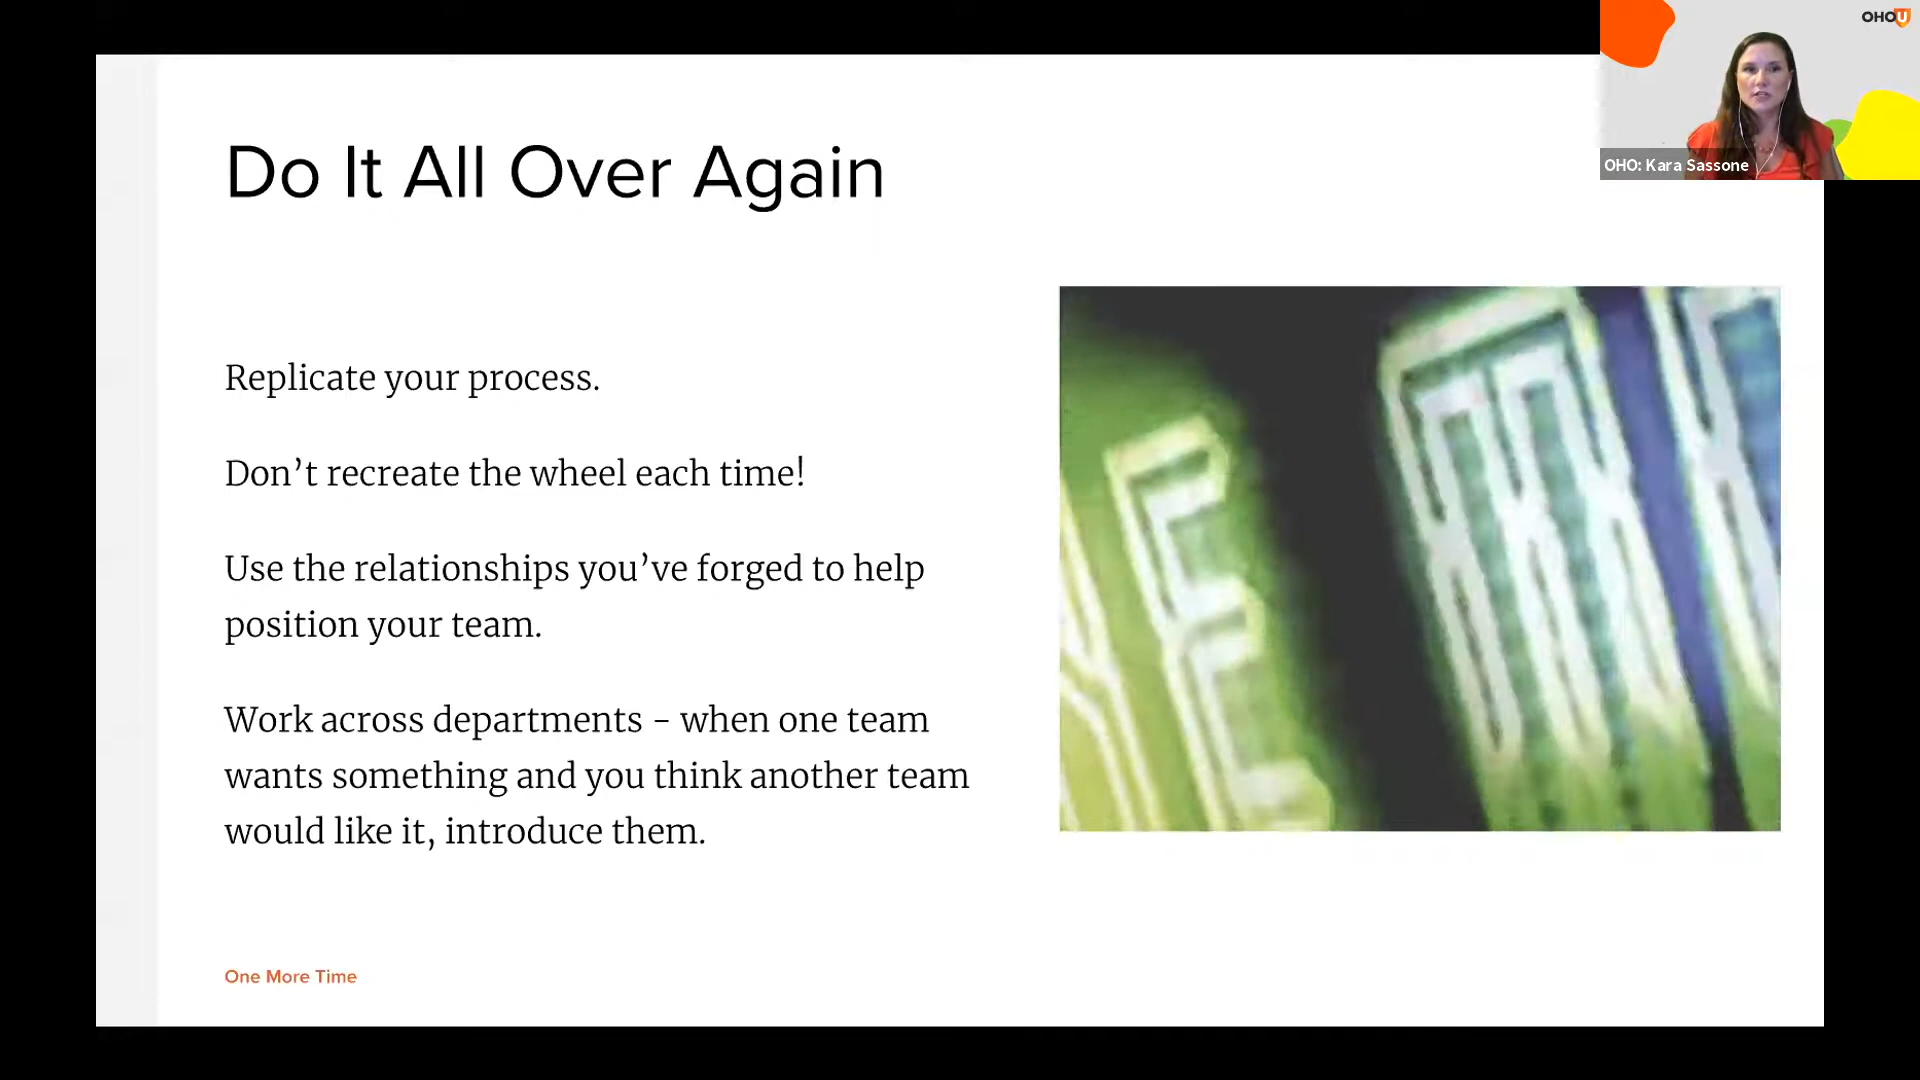 OHOU
OHO: Kara Sassone
Do It All Over Again
Replicate your process.
Don’t recreate the wheel each time!
Use the relationships you’ve forged to help
position your team.
Work across departments - when one team
wants something and you think another team
would like it, introduce them.
One More Time